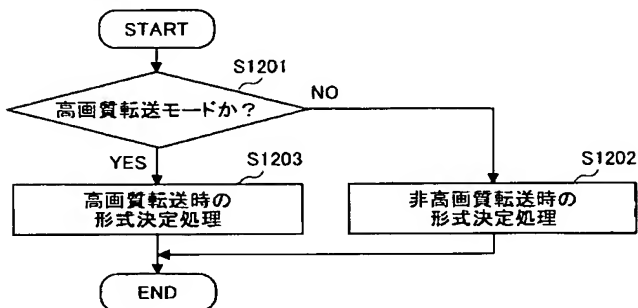 START
S1201
高画質転送モードか?
NO
YES
S1203
S1202
高画質転送時の
形式決定処理
非高画質転送時の
形式決定処理
END